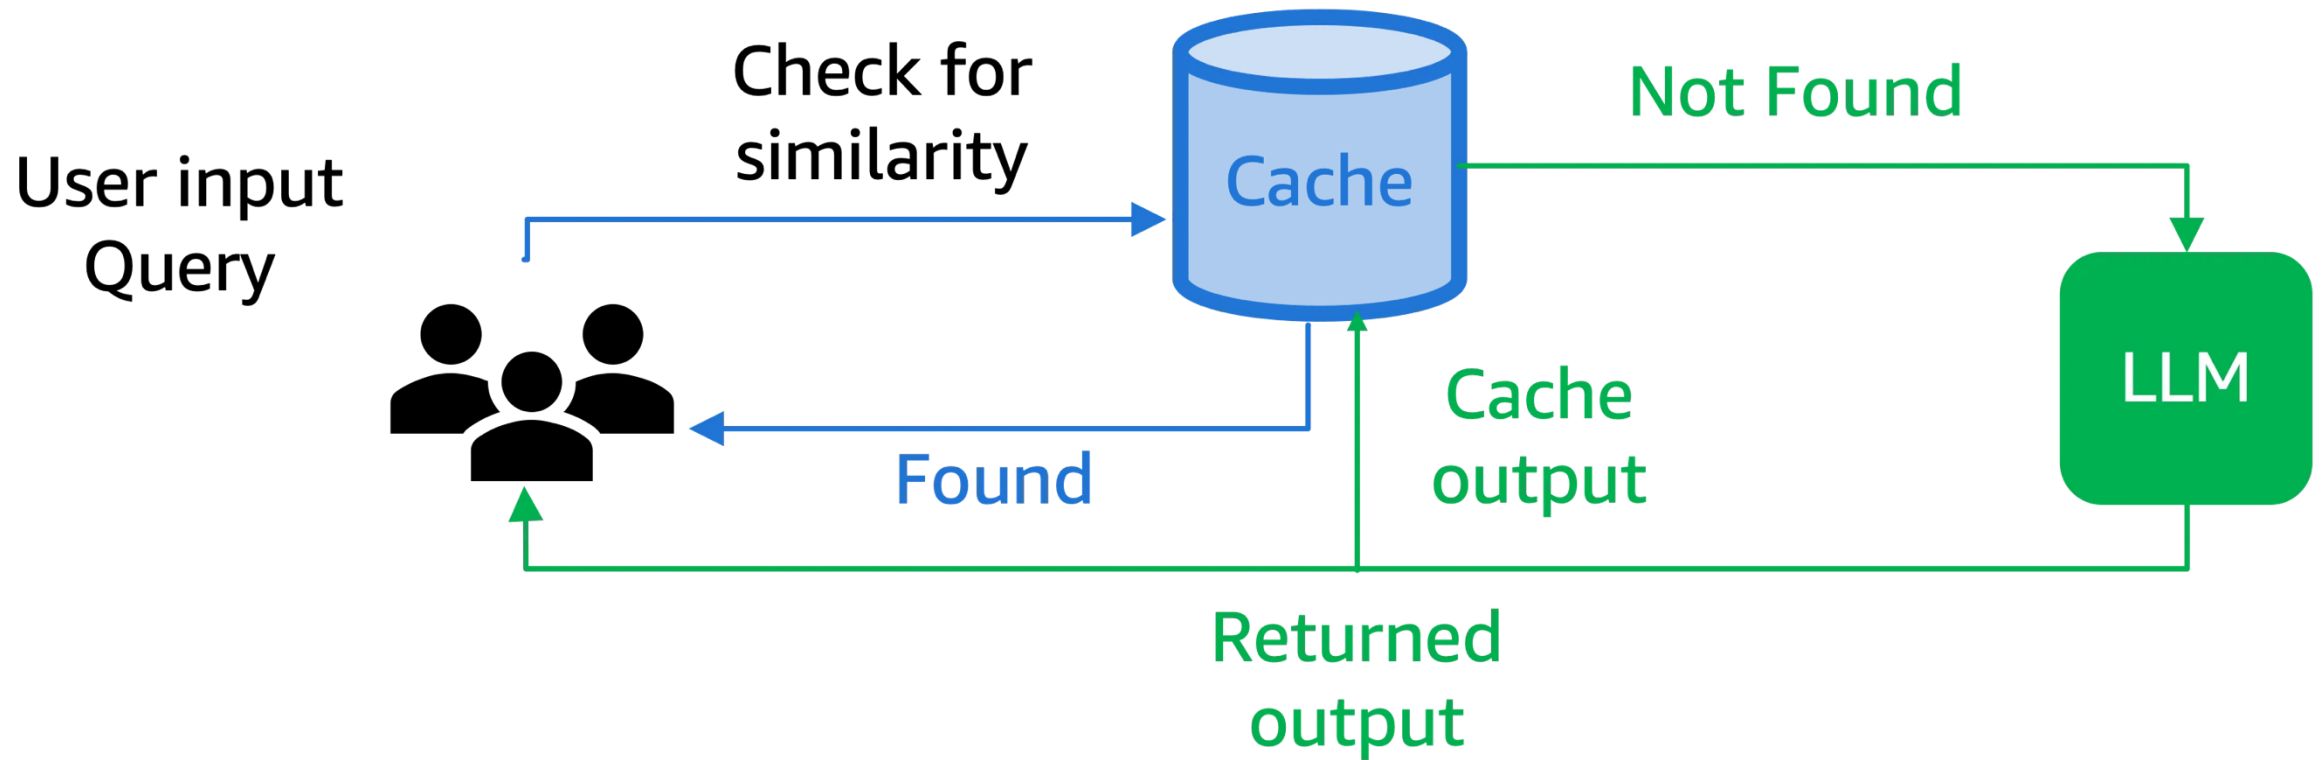 User input
Query
Check for
similarity
Cache
Not Found
LLM
Found
Cache
output
Returned
output